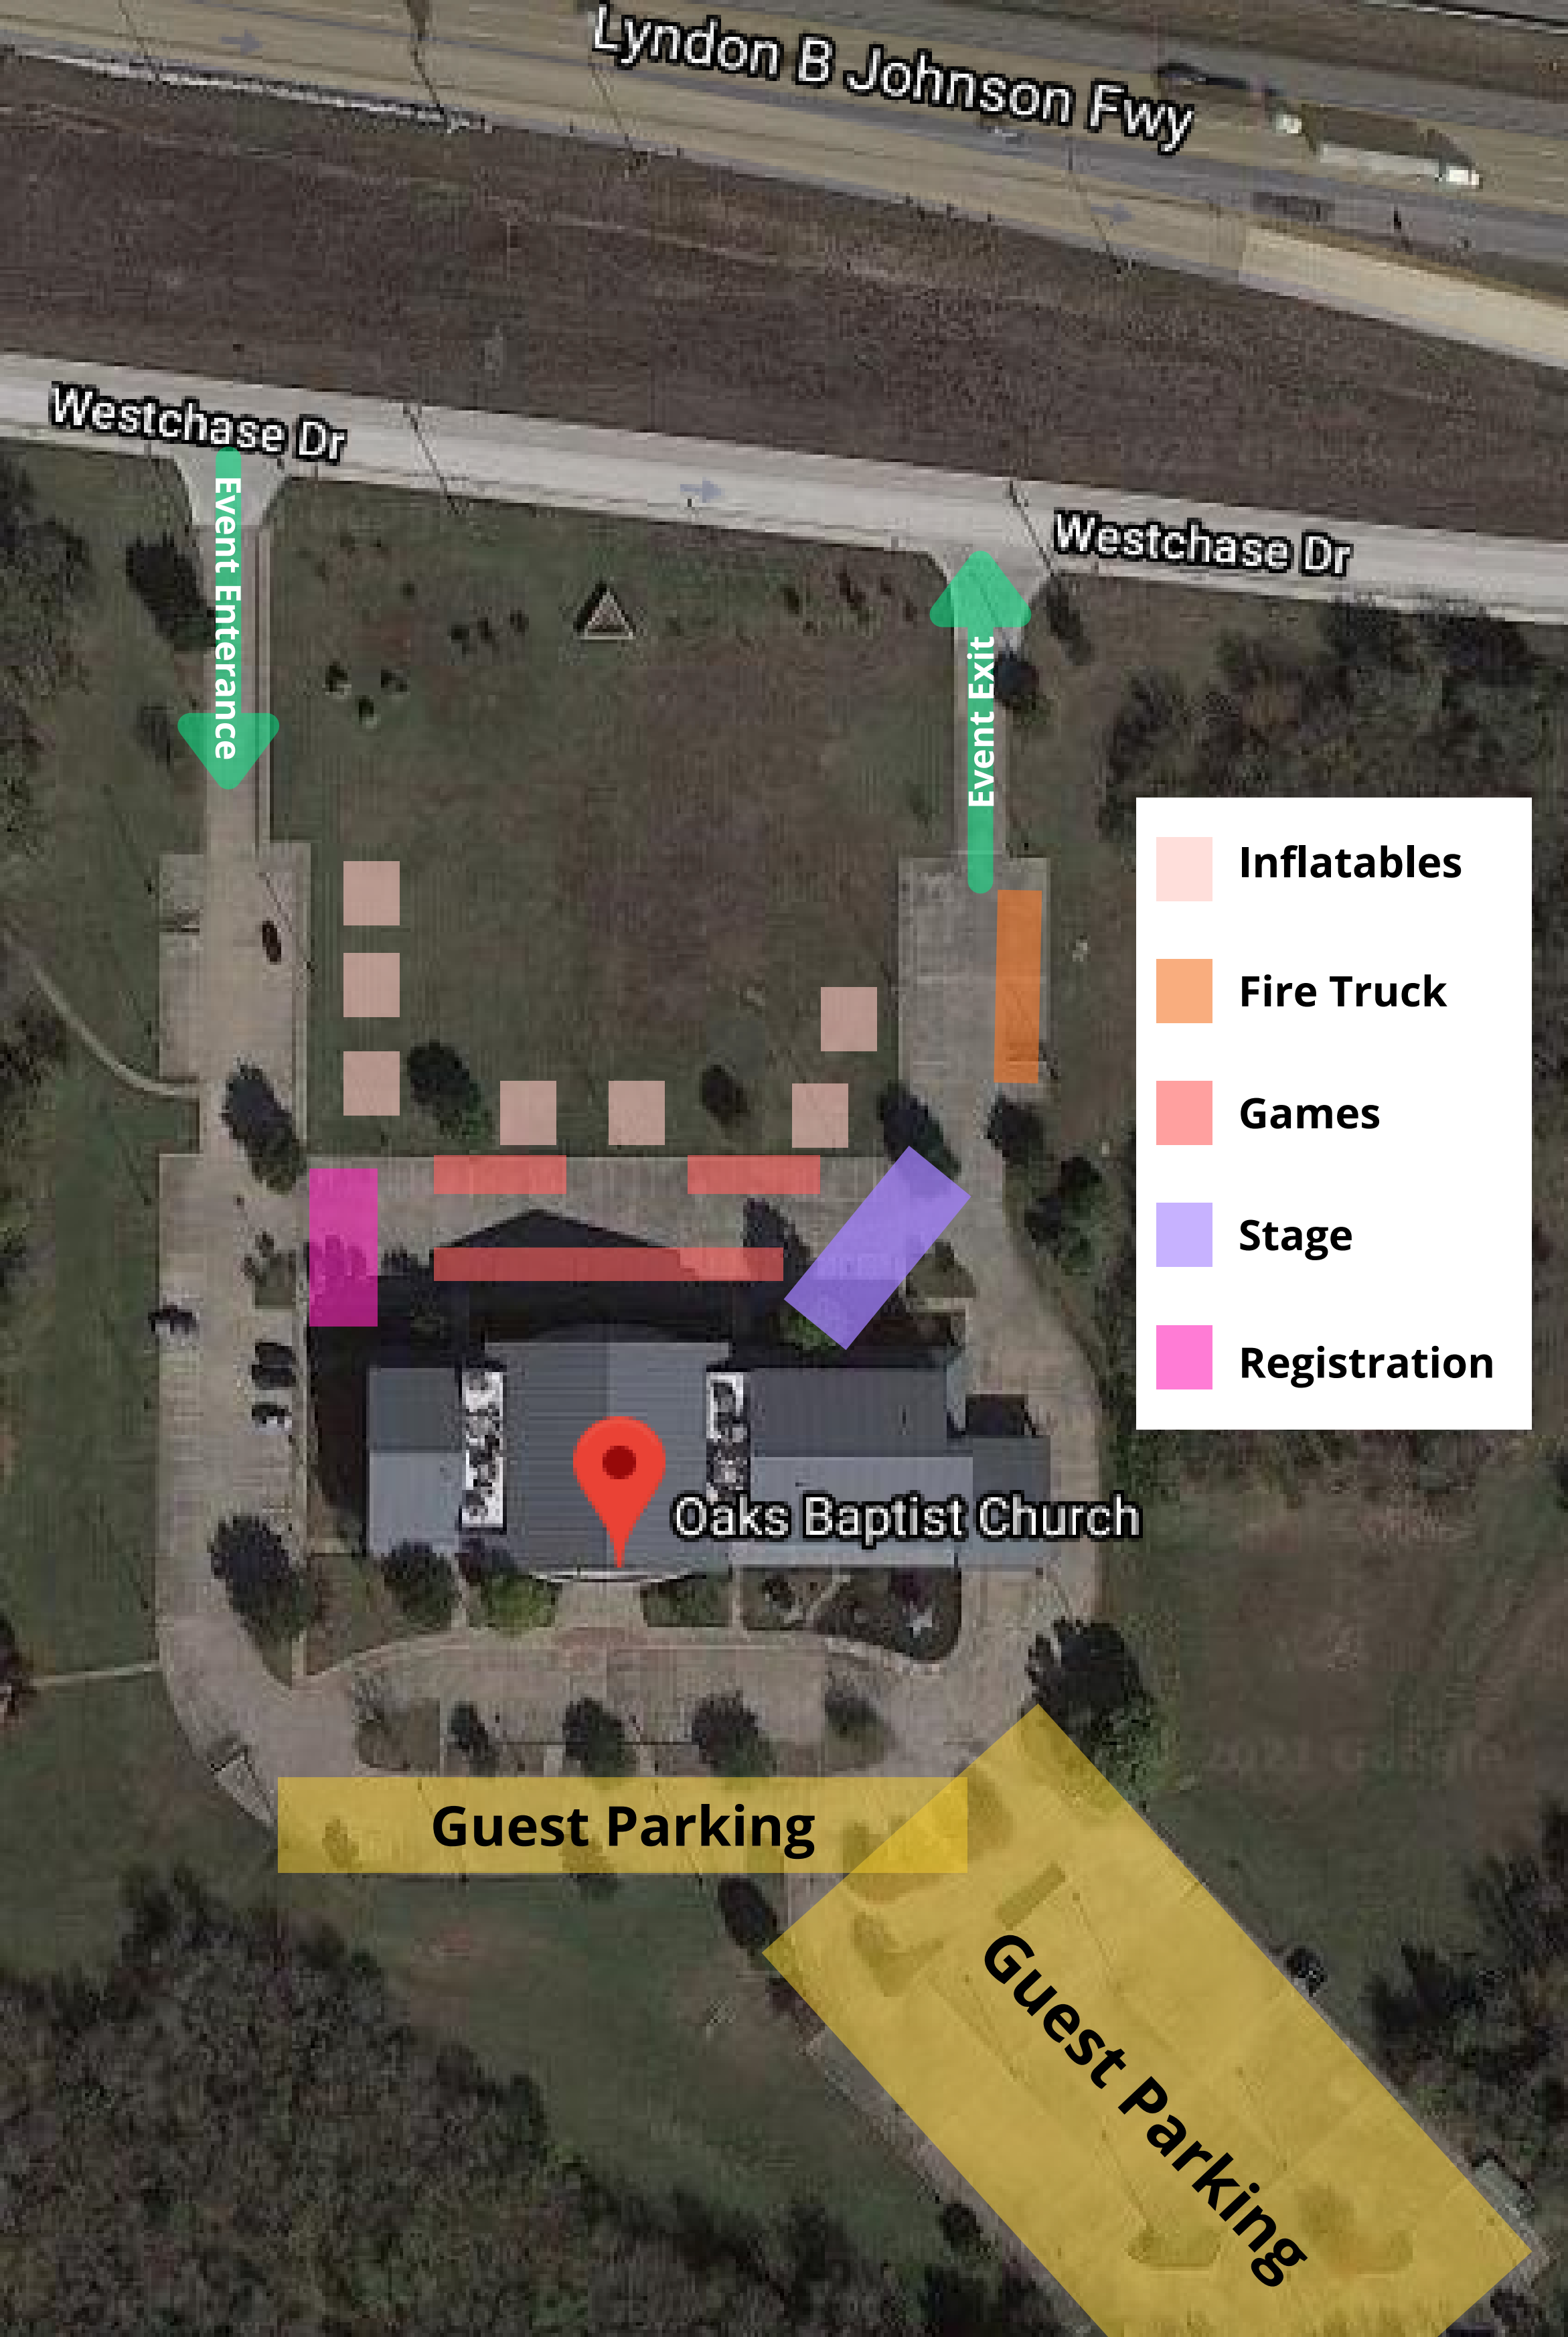 Lyndon B Johnson Fwy
Westchase Dr
Westchase Dr
Event Enterance
Event Exit
Inflatables
Fire Truck
Games
Stage
Registration
Oaks Baptist Church
Guest Parking
Guest Parking